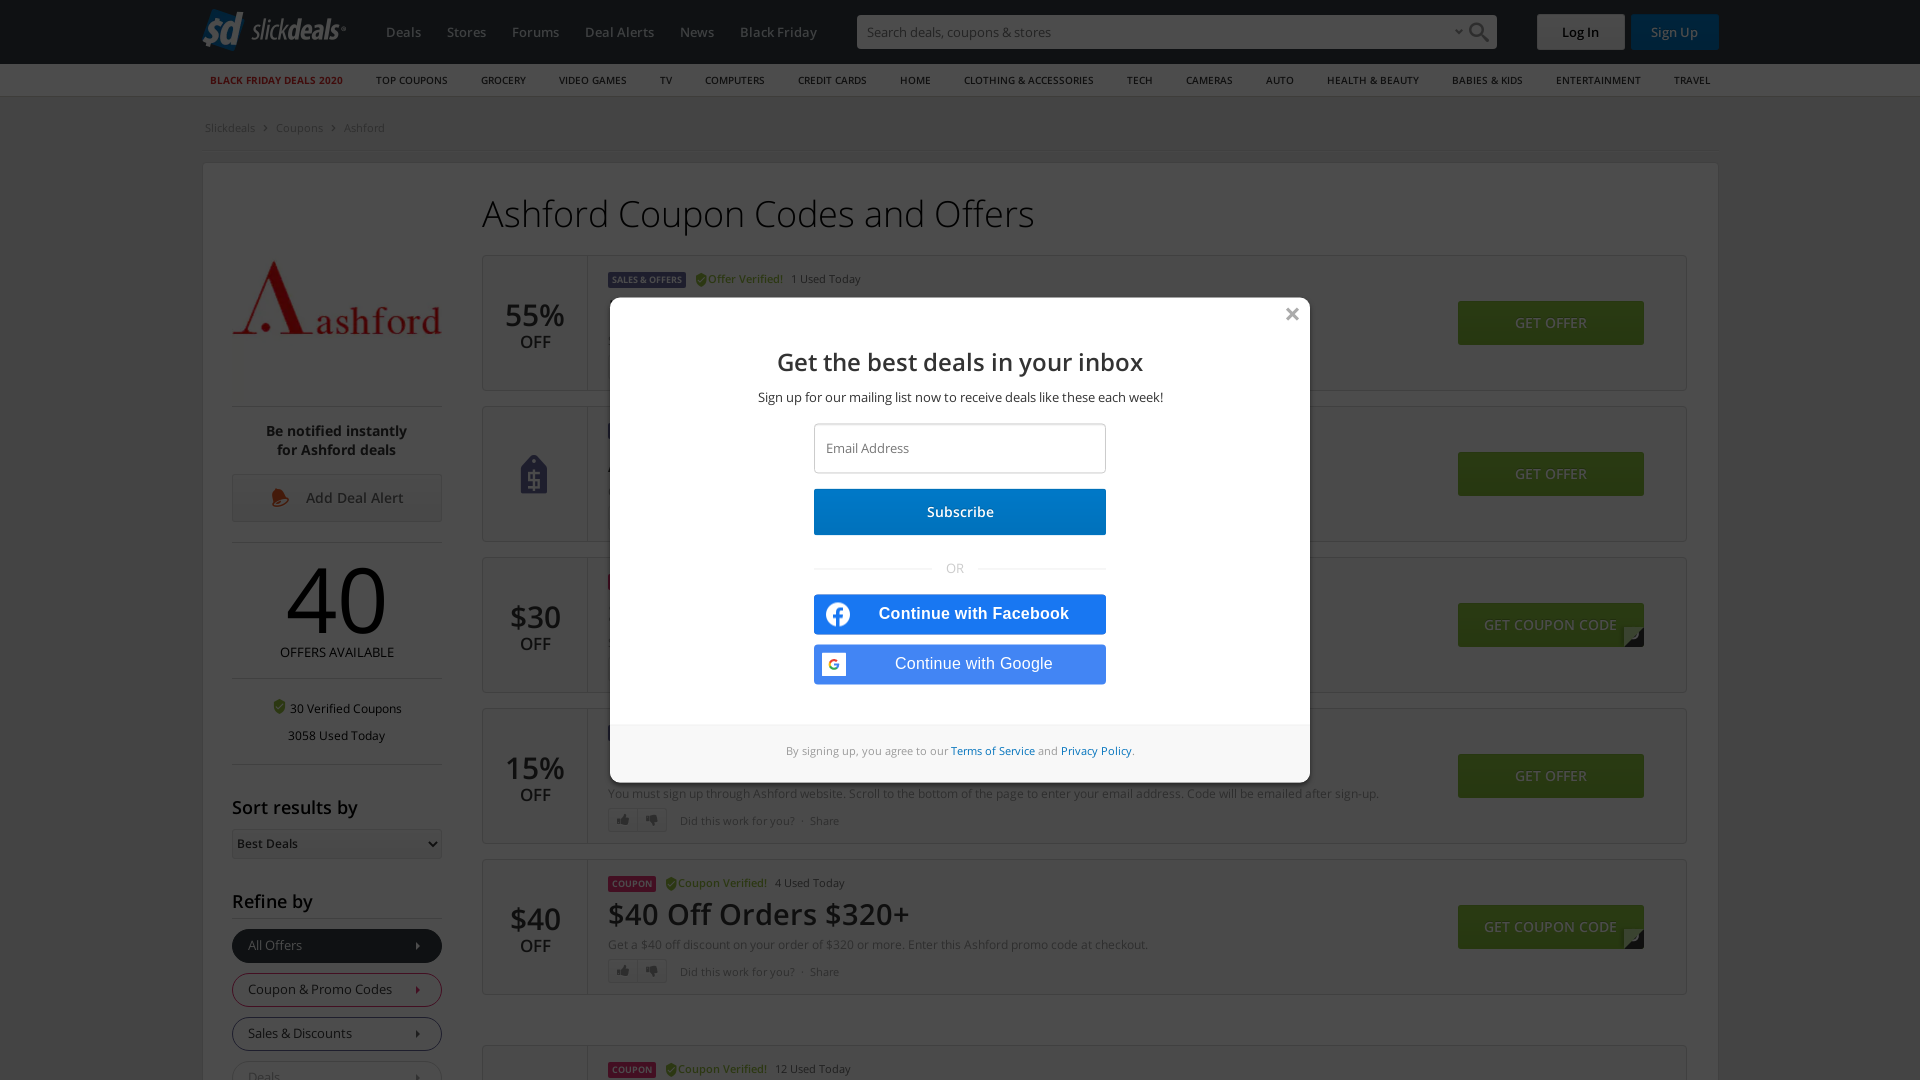 sd slickdeals
Deals
Stores
Forums
Deal Alerts
News
Black Friday
Search deals, coupons & stores
Log In
Sign Up
BLACK FRIDAY DEALS 2020
TOP COUPONS
GROCERY
VIDEO GAMES
TV
COMPUTERS
CREDIT CARDS
HOME
CLOTHING & ACCESSORIES
TECH
CAMERAS
AUTO
HEALTH & BEAUTY
BABIES & KIDS
ENTERTAINMENT
TRAVEL
Slickdeals
Coupons
Ashford
Ashford Coupon Codes and Offers
A ashford
Be notified instantly
for Ashford deals
Add Deal Alert
40
OFFERS AVAILABLE
30 Verified Coupons
3058 Used Today
Sort results by
Best Deals
Refine by
All Offers
Coupon & Promo Codes
Sales & Discounts
Deals
55%
OFF
SALES & OFFERS
Offer Verified!
1 Used Today
GET OFFER
GET OFFER
$30
OFF
GET COUPON CODE
15%
OFF
You must sign up through Ashford website. Scroll to the bottom of the page to enter your email address. Code will be emailed after sign-up.
Did this work for you? · Share
GET OFFER
$40
OFF
COUPON
Coupon Verified!
4 Used Today
$40 Off Orders $320+
Get a $40 off discount on your order of $320 or more. Enter this Ashford promo code at checkout.
Did this work for you? · Share
GET COUPON CODE
COUPON
Coupon Verified!
12 Used Today
Get the best deals in your inbox
Sign up for our mailing list now to receive deals like these each week!
Email Address
Subscribe
OR
Continue with Facebook
Continue with Google
By signing up, you agree to our Terms of Service and Privacy Policy.